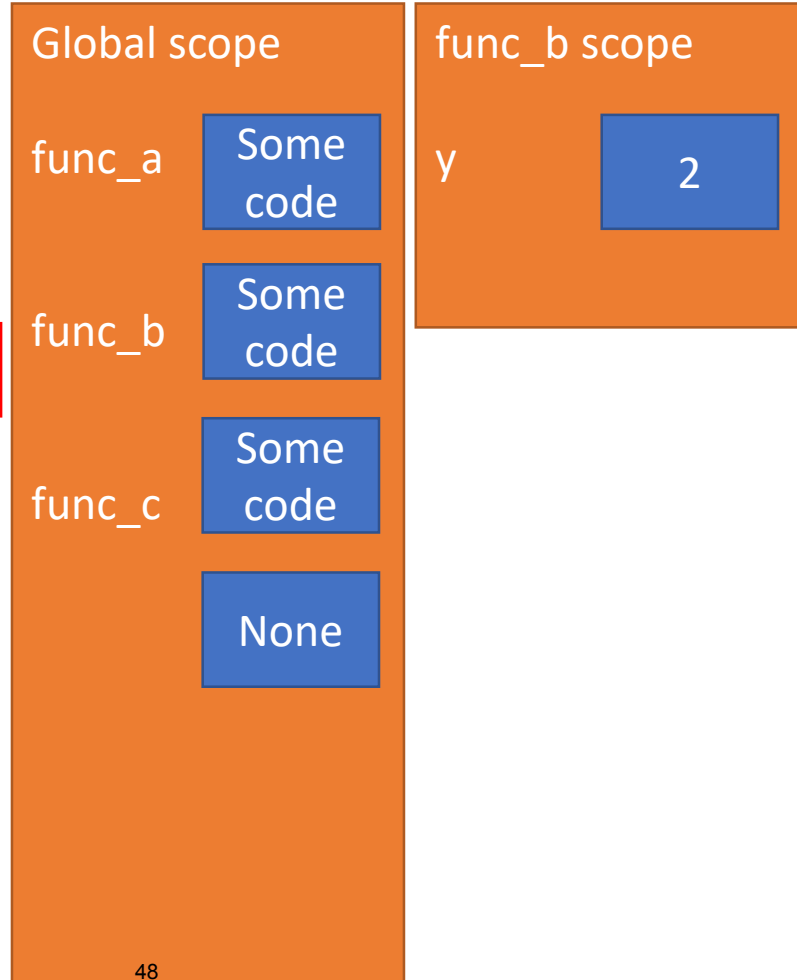 Global scope
func_a
Some
code
func_b
Some
code
func_c
Some
code
None
48
func_b scope
y
2